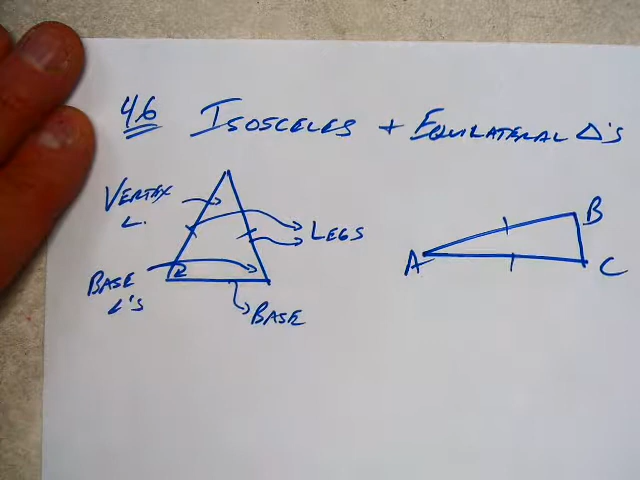 4.6 ISOSCELES + EQUILATERAL Δ'S
VERTEX
∠.
LEGS
BASE
∠'S
BASE
A
B
C